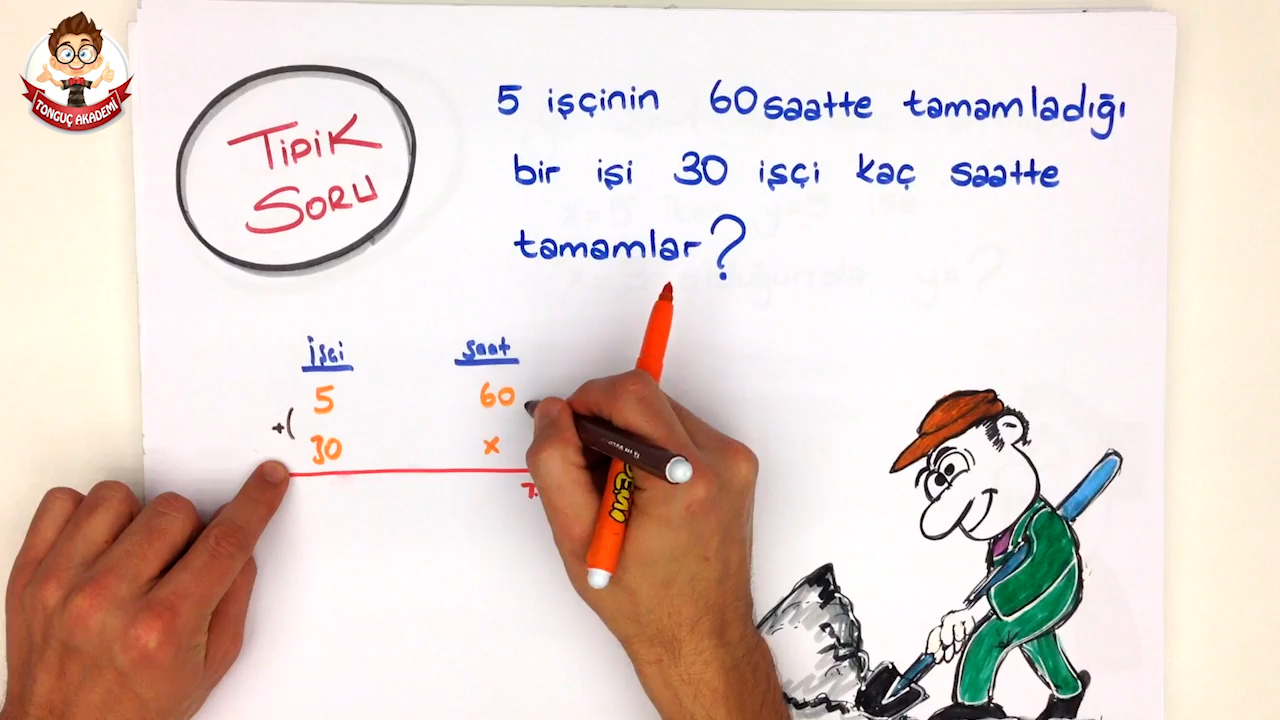 TONGUÇ AKADEMİ
TİPİK
SORU
5 işçinin 60 saatte tamamladığı
bir işi 30 işçi kaç saatte
tamamlar?
İşçi saat
5 60
+(
30 x